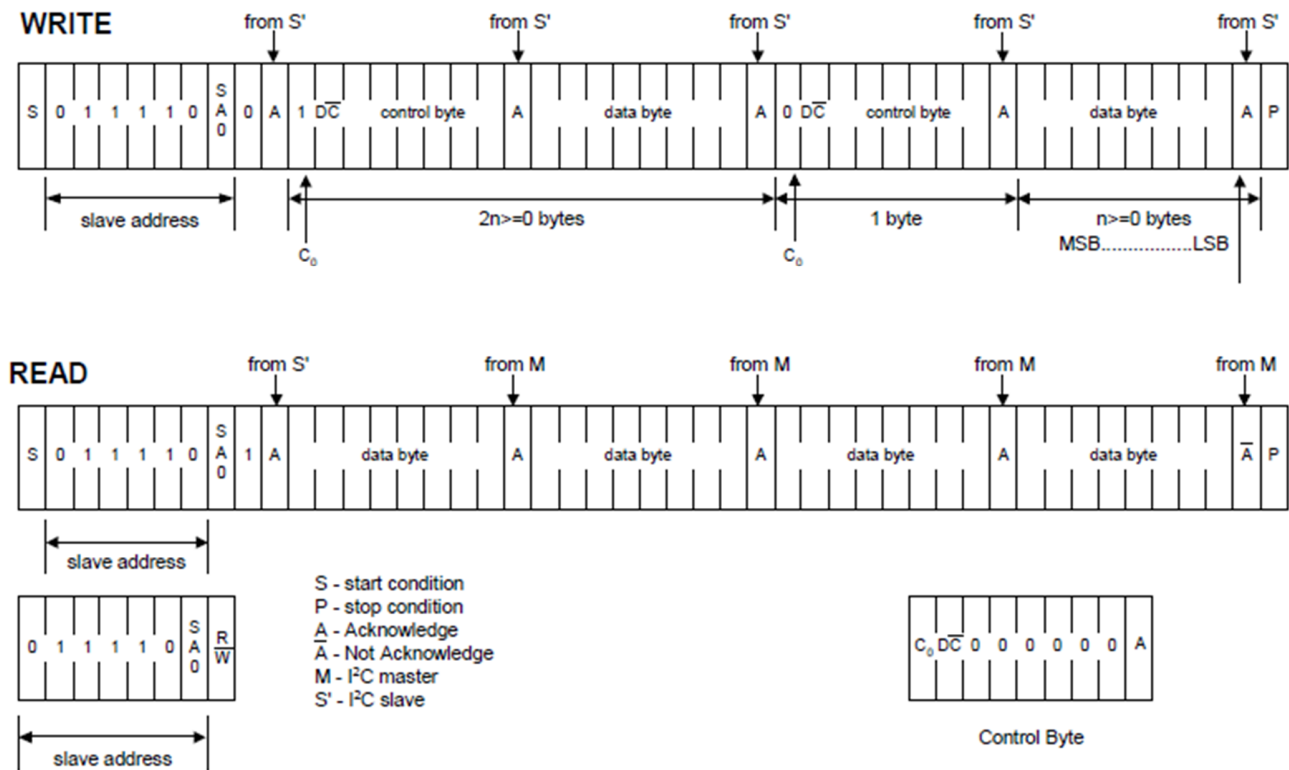 WRITE
from S' from S' from S' from S' from S'
S 0 1 1 1 1 0 SA0 0 A 1 DC̅ control byte A data byte A 0 DC̅ control byte A data byte A P
slave address 2n>=0 bytes 1 byte n>=0 bytes
MSB.................LSB
C₀ C₀
READ
from S' from M from M from M from M
S 0 1 1 1 1 0 SA0 1 A data byte A data byte A data byte A data byte A̅ P
slave address
0 1 1 1 1 0 SA0 R/W̅
slave address
S - start condition
P - stop condition
A - Acknowledge
A̅ - Not Acknowledge
M - I²C master
S' - I²C slave
C₀ DC̅ 0 0 0 0 0 0 A
Control Byte